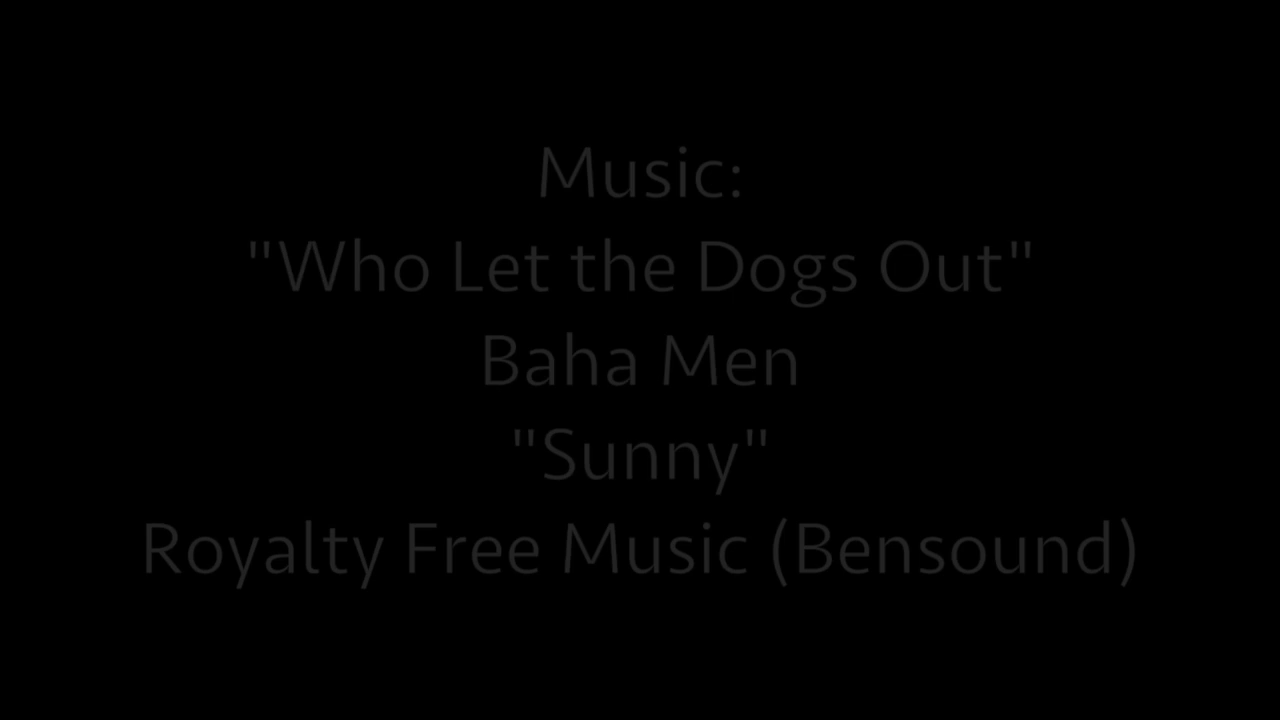 Music:
"Who Let the Dogs Out"
Baha Men
"Sunny"
Royalty Free Music (Bensound)